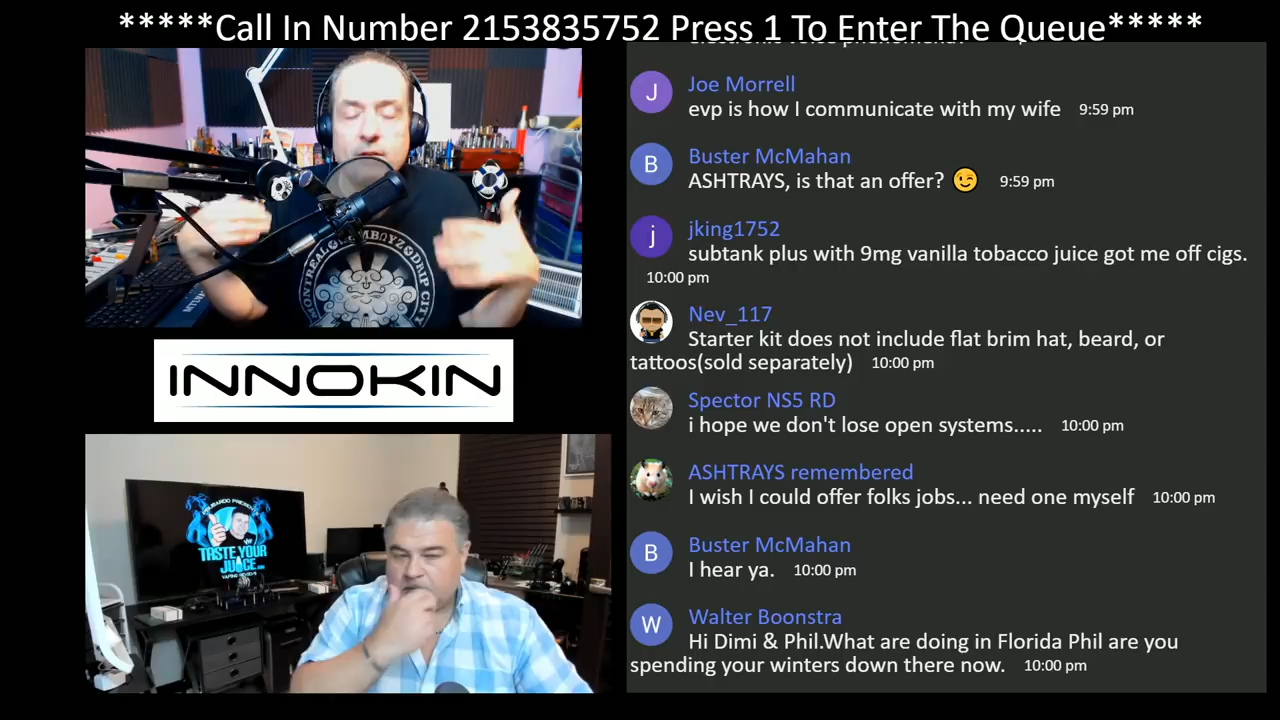 *****Call In Number 2153835752 Press 1 To Enter The Queue*****
Joe Morrell
evp is how I communicate with my wife 9:59 pm
Buster McMahan
ASHTRAYS, is that an offer? 😉 9:59 pm
jking1752
subtank plus with 9mg vanilla tobacco juice got me off cigs.
10:00 pm
Nev_117
Starter kit does not include flat brim hat, beard, or
tattoos(sold separately) 10:00 pm
Spector NS5 RD
i hope we don't lose open systems..... 10:00 pm
ASHTRAYS remembered
I wish I could offer folks jobs... need one myself 10:00 pm
Buster McMahan
I hear ya. 10:00 pm
Walter Boonstra
Hi Dimi & Phil.What are doing in Florida Phil are you
spending your winters down there now. 10:00 pm
J
B
j
B
W
MONTREAL DRIP CITY
INNOKIN
TASTE YOUR
JUICE